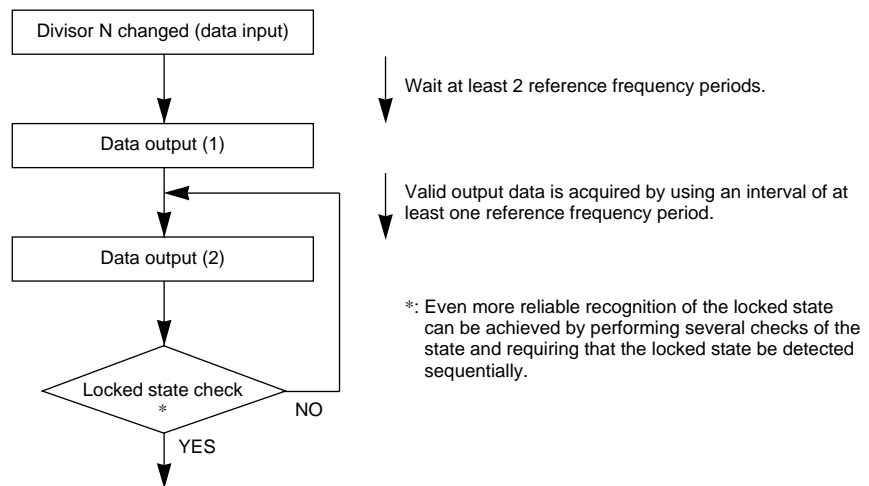 Divisor N changed (data input)
Wait at least 2 reference frequency periods.
Data output (1)
Valid output data is acquired by using an interval of at
least one reference frequency period.
Data output (2)
*: Even more reliable recognition of the locked state
can be achieved by performing several checks of the
state and requiring that the locked state be detected
sequentially.
Locked state check
*
NO
YES